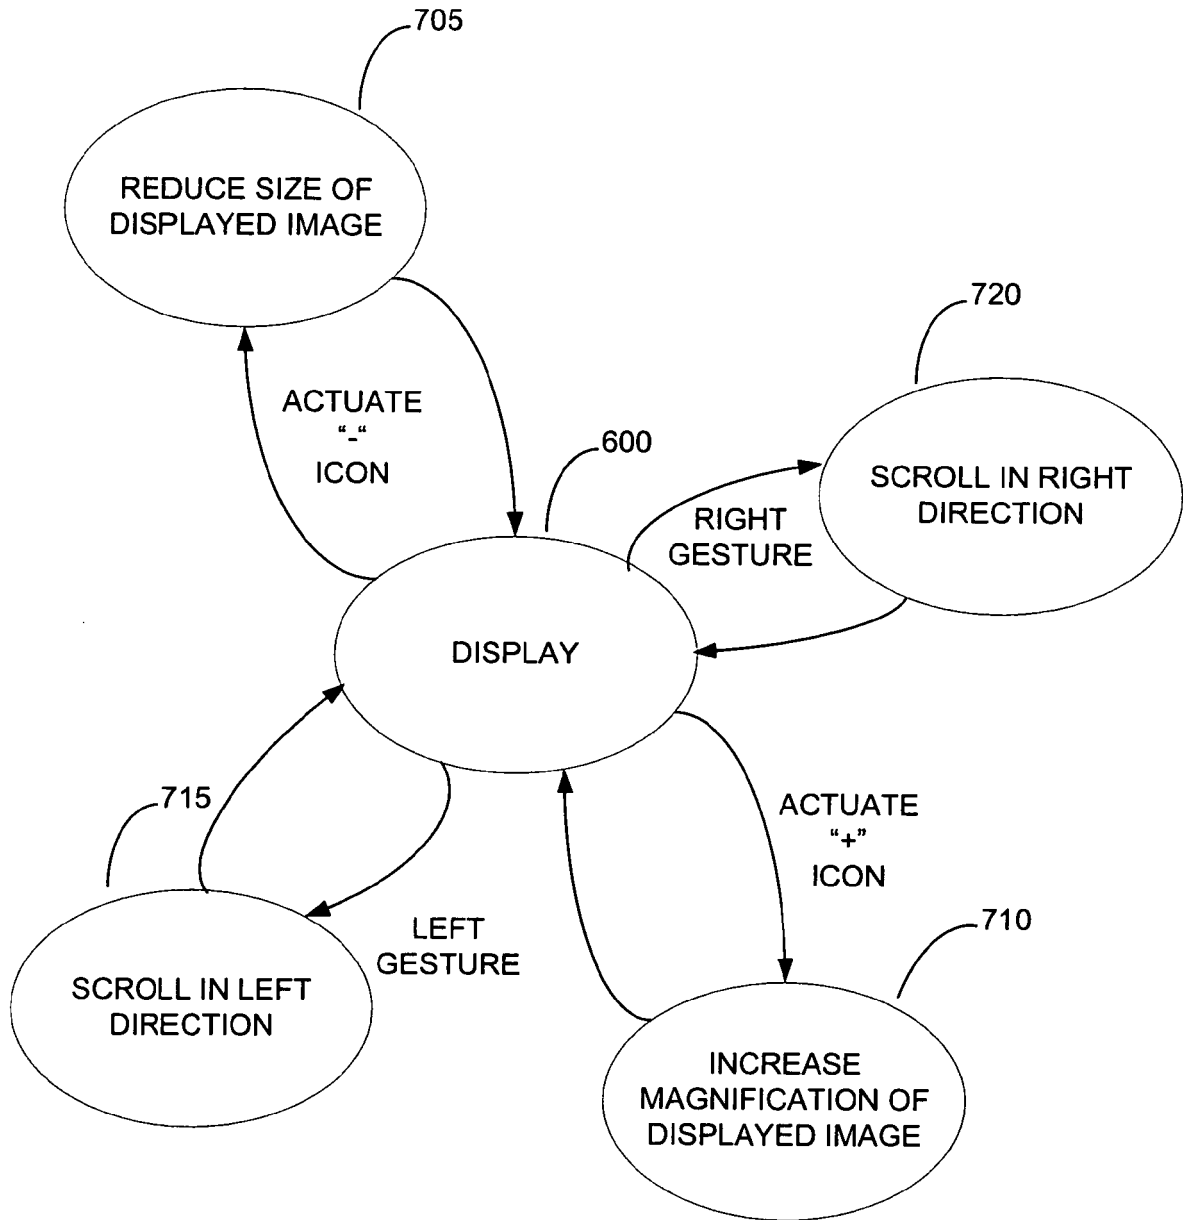 705
REDUCE SIZE OF
DISPLAYED IMAGE
720
ACTUATE
"-"
ICON
600
SCROLL IN RIGHT
DIRECTION
RIGHT
GESTURE
DISPLAY
715
ACTUATE
"+"
ICON
LEFT
GESTURE
710
SCROLL IN LEFT
DIRECTION
INCREASE
MAGNIFICATION OF
DISPLAYED IMAGE